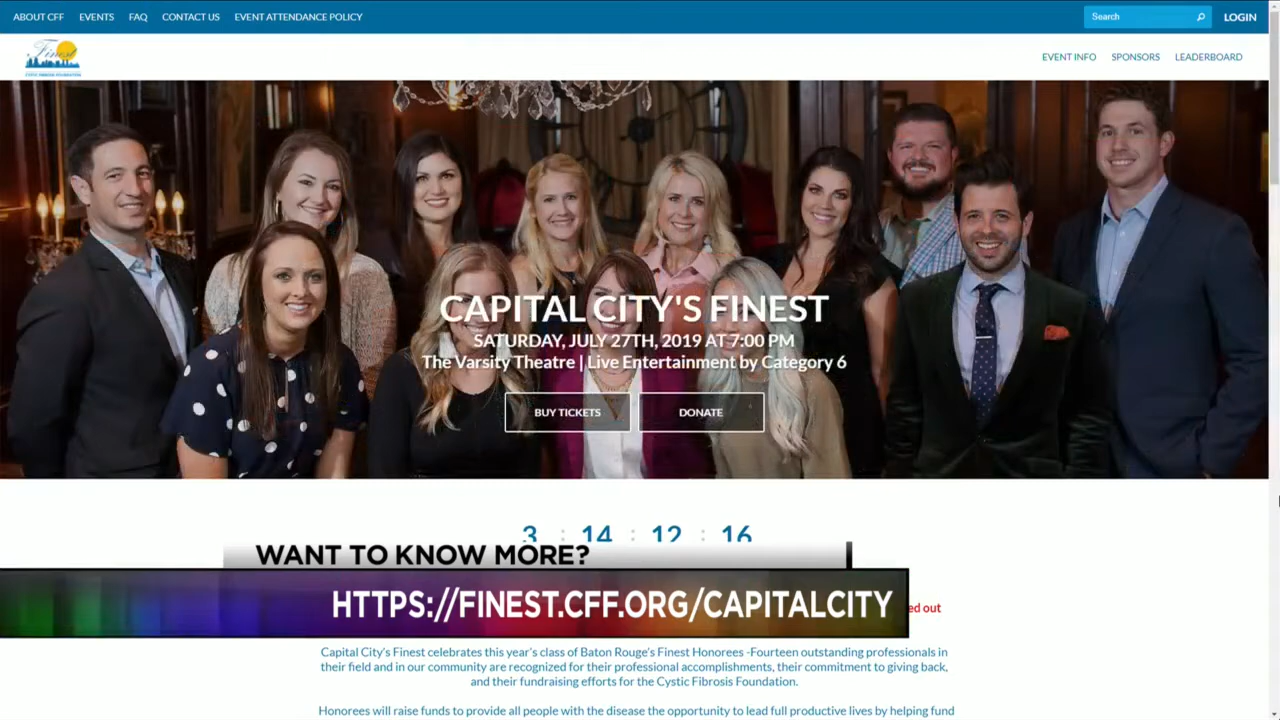 ABOUT CFF EVENTS FAQ CONTACT US EVENT ATTENDANCE POLICY Search LOGIN
Finest
CYSTIC FIBROSIS FOUNDATION
EVENT INFO SPONSORS LEADERBOARD
CAPITAL CITY'S FINEST
SATURDAY, JULY 27TH, 2019 AT 7:00 PM
The Varsity Theatre | Live Entertainment by Category 6
BUY TICKETS DONATE
3 : 14 : 12 : 16
WANT TO KNOW MORE?
HTTPS://FINEST.CFF.ORG/CAPITALCITY
ed out
Capital City's Finest celebrates this year's class of Baton Rouge's Finest Honorees -Fourteen outstanding professionals in
their field and in our community are recognized for their professional accomplishments, their commitment to giving back,
and their fundraising efforts for the Cystic Fibrosis Foundation.
Honorees will raise funds to provide all people with the disease the opportunity to lead full productive lives by helping fund